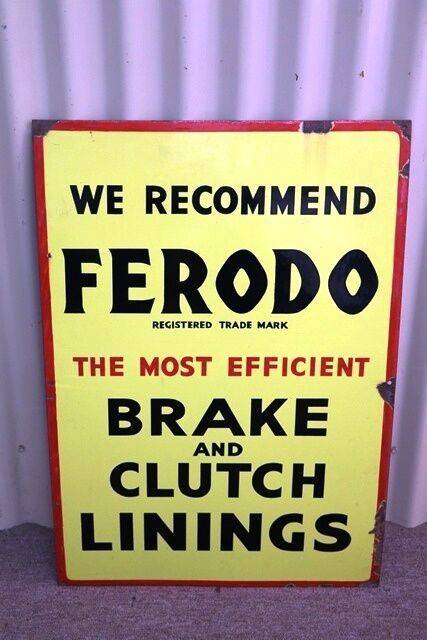 WE RECOMMEND
FERODO
REGISTERED TRADE MARK
THE MOST EFFICIENT
BRAKE
AND
CLUTCH
LININGS